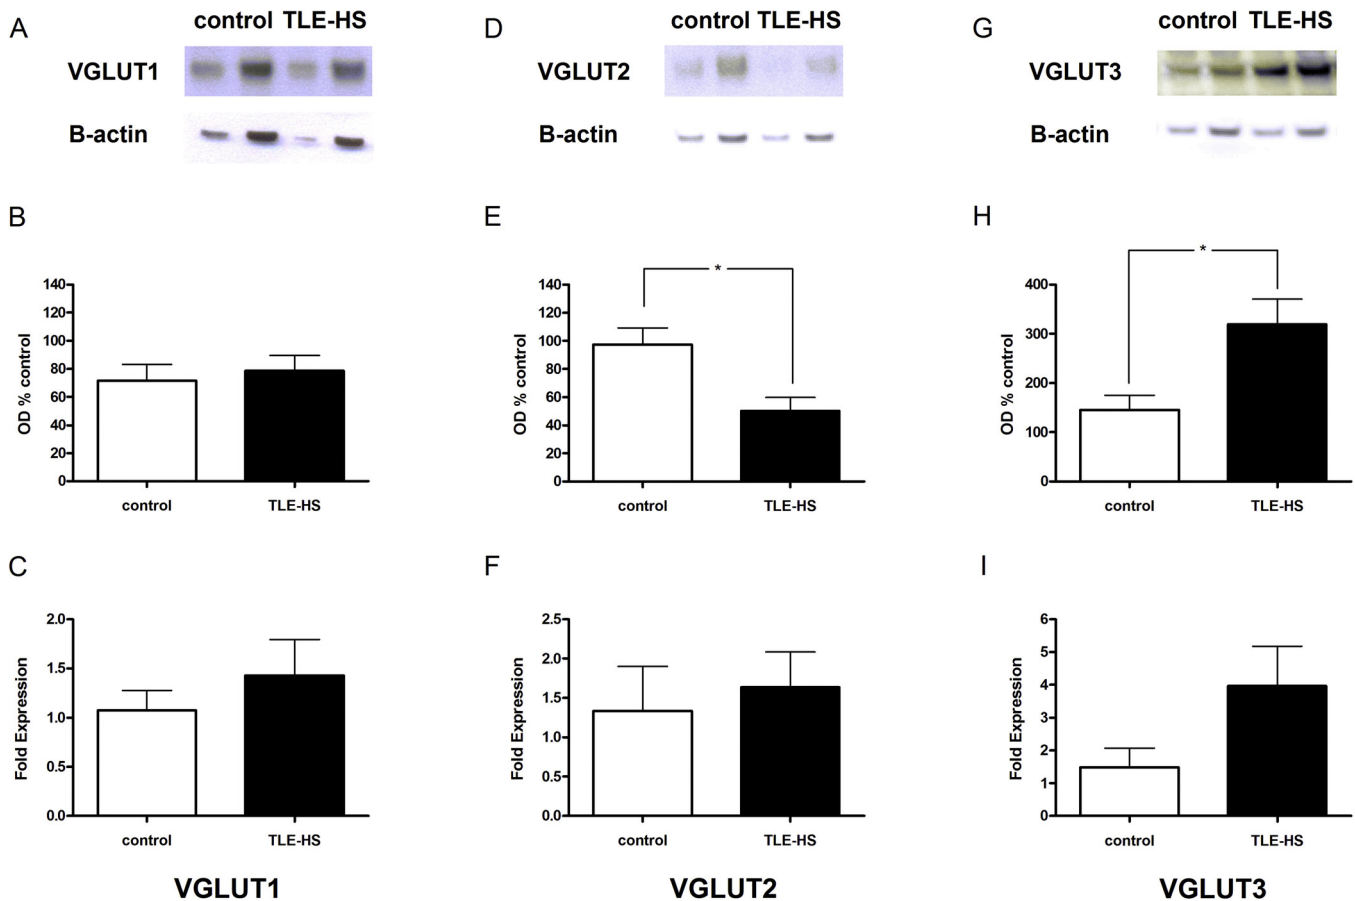 A
control TLE-HS
VGLUT1
B-actin
D
control TLE-HS
VGLUT2
B-actin
G
control TLE-HS
VGLUT3
B-actin
B
OD % control
140
120
100
80
60
40
20
0
control
TLE-HS
E
*
OD % control
140
120
100
80
60
40
20
0
control
TLE-HS
H
*
OD % control
400
300
200
100
0
control
TLE-HS
C
Fold Expression
2.0
1.5
1.0
0.5
0.0
control
TLE-HS
F
Fold Expression
2.5
2.0
1.5
1.0
0.5
0.0
control
TLE-HS
I
Fold Expression
6
5
4
3
2
1
0
control
TLE-HS
VGLUT1
VGLUT2
VGLUT3